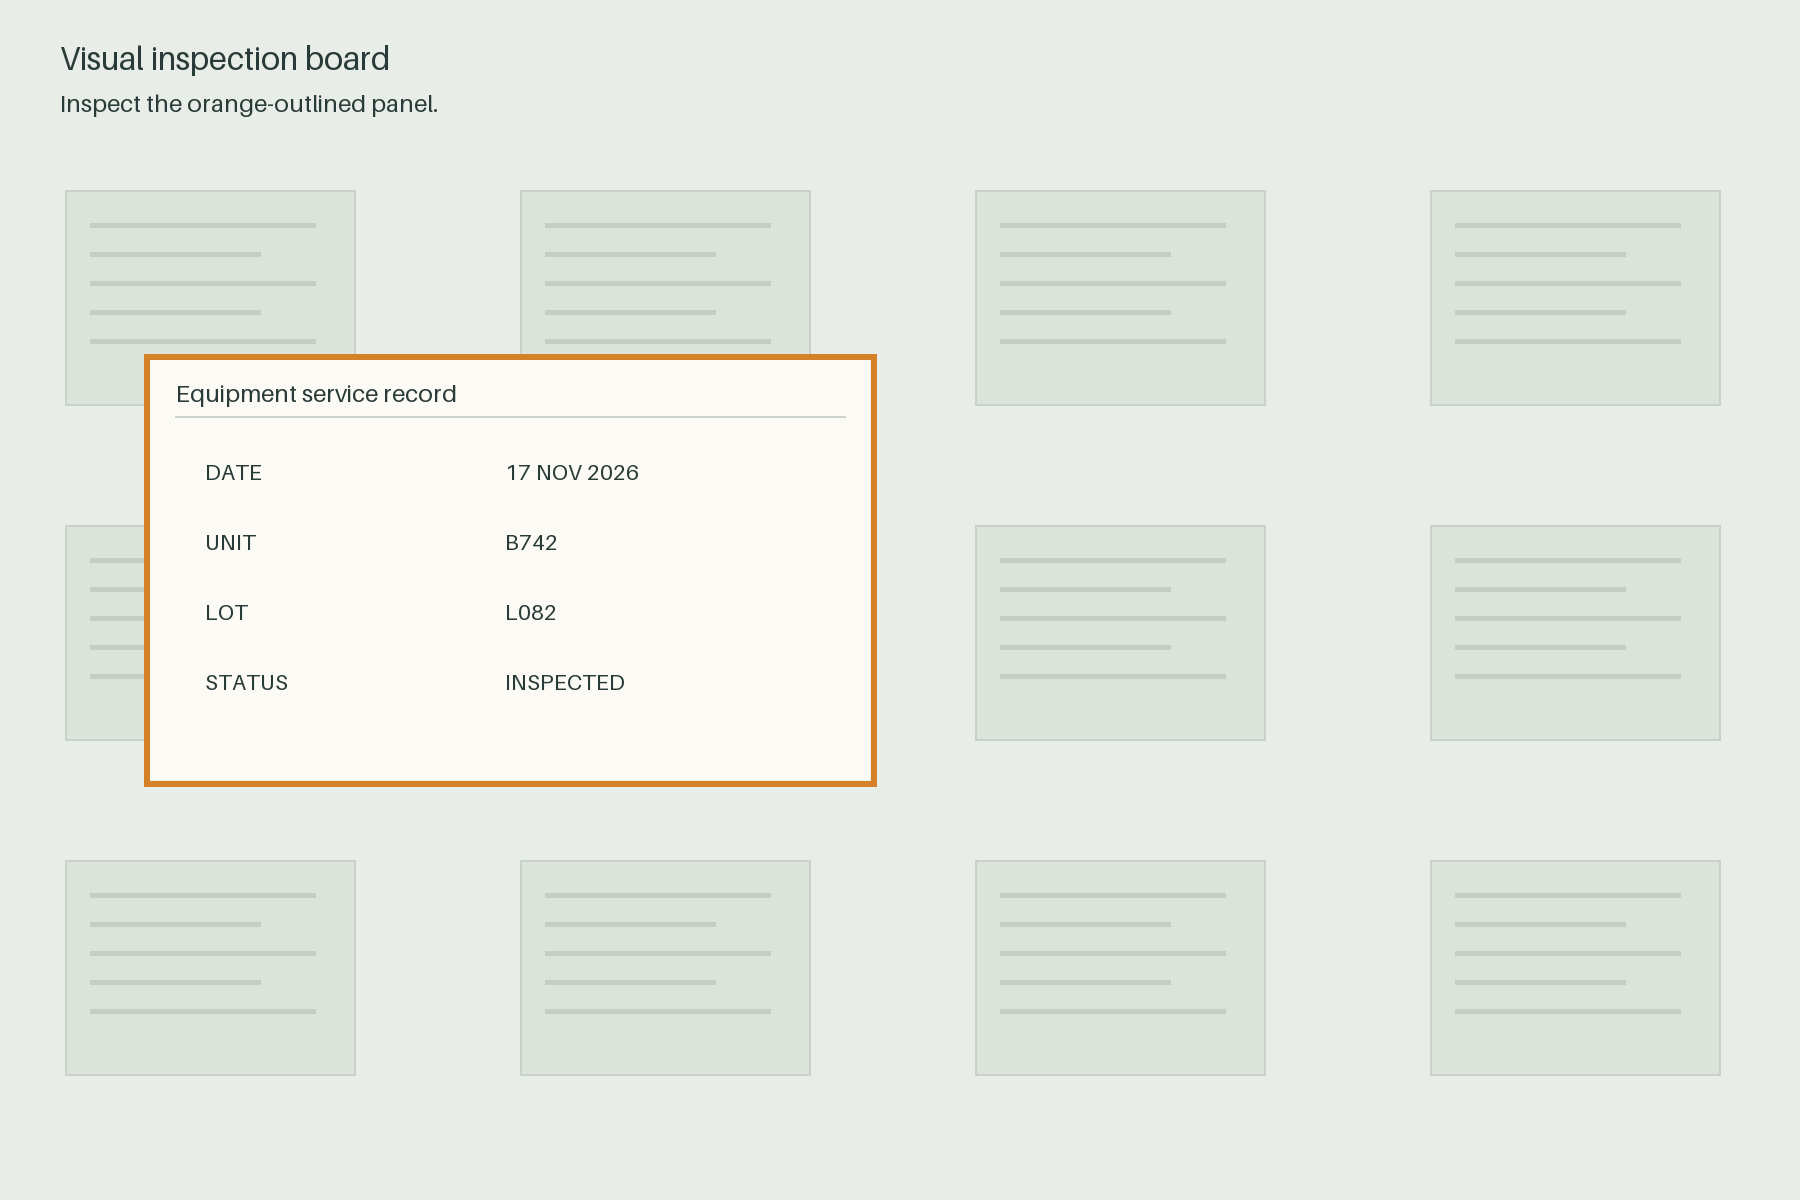 Visual inspection board
Inspect the orange-outlined panel.
Equipment service record
DATE 17 NOV 2026
UNIT B742
LOT L082
STATUS INSPECTED